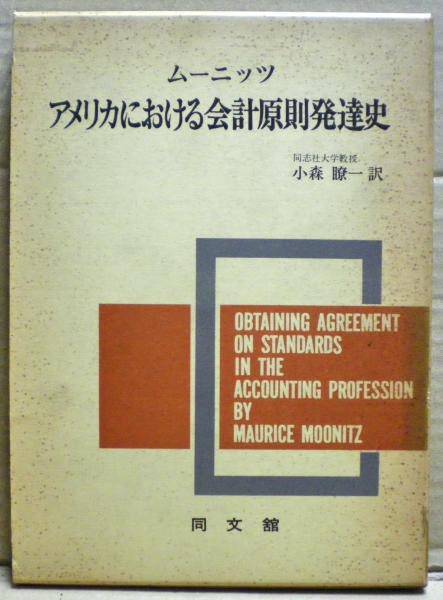 ムーニッツ
アメリカにおける会計原則発達史
同志社大学教授
小森瞭一訳
OBTAINING AGREEMENT
ON STANDARDS
IN THE
ACCOUNTING PROFESSION
BY
MAURICE MOONITZ
同文舘